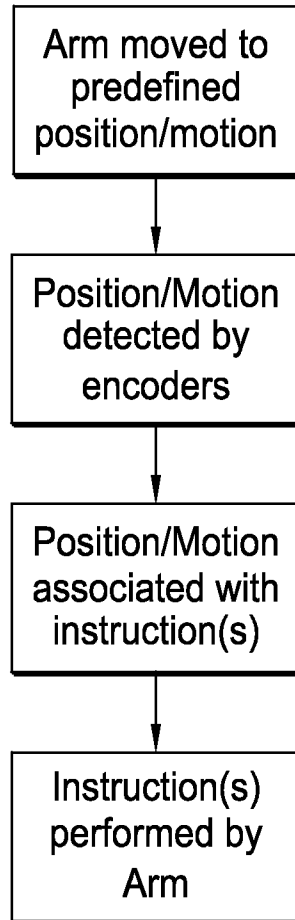 Arm moved to
predefined
position/motion
Position/Motion
detected by
encoders
Position/Motion
associated with
instruction(s)
Instruction(s)
performed by
Arm